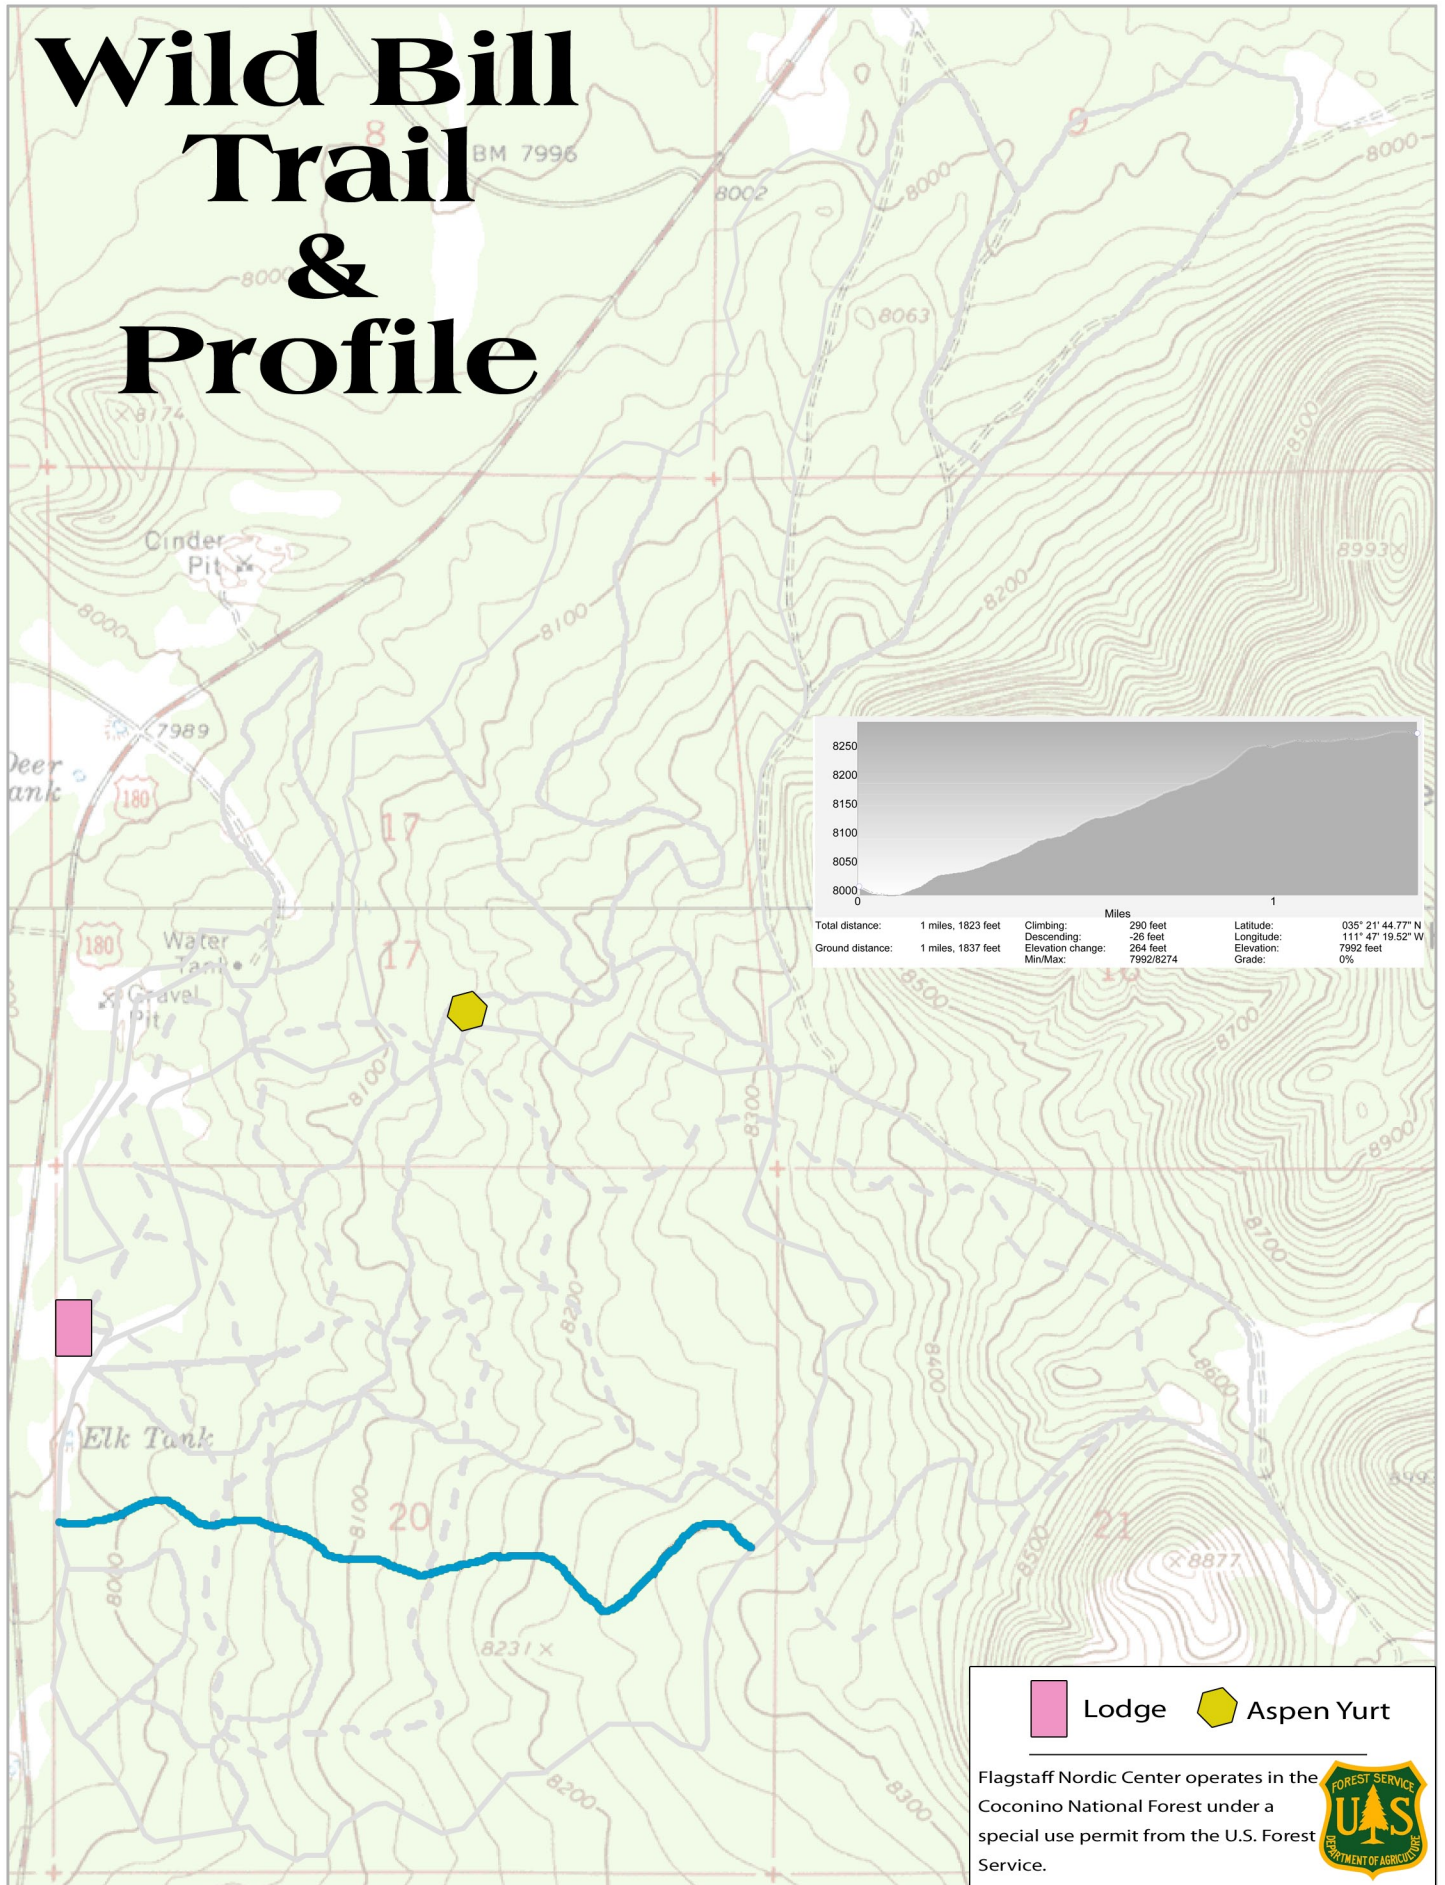 Wild Bill
Trail
&
Profile
8
BM 7996
8002
9
8000
8000
8000
8063
8174
8500
Cinder
Pit
8993
8000
8100
8200
7989
Deer
Tank
180
17
8250
8200
8150
8100
8050
8000
0
1
Miles
Total distance: 1 miles, 1823 feet Climbing: 290 feet Latitude: 035° 21' 44.77" N
Descending: -26 feet Longitude: 111° 47' 19.52" W
Ground distance: 1 miles, 1837 feet Elevation change: 264 feet Elevation: 7992 feet
Min/Max: 7992/8274 Grade: 0%
180
Water
Tank
17
Gravel
Pit
8500
8700
8100
8300
8900
8700
8200
8400
8600
Elk Tank
8100
20
21
8500
8000
8877
8231
8200
8300
Lodge
Aspen Yurt
Flagstaff Nordic Center operates in the
Coconino National Forest under a
special use permit from the U.S. Forest
Service.
FOREST SERVICE
US
DEPARTMENT OF AGRICULTURE